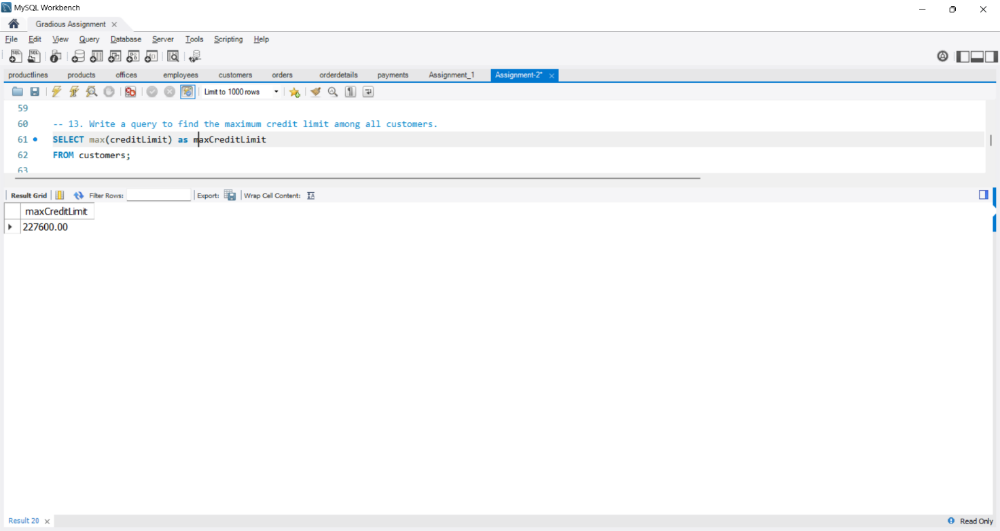 MySQL Workbench
Gradious Assignment
File Edit View Query Database Server Tools Scripting Help
productlines products offices employees customers orders orderdetails payments Assignment_1 Assignment-2*
Limit to 1000 rows
59
60 -- 13. Write a query to find the maximum credit limit among all customers.
61 SELECT max(creditLimit) as maxCreditLimit
62 FROM customers;
63
Result Grid Filter Rows: Export: Wrap Cell Content:
maxCreditLimit
227600.00
Result 20 Read Only